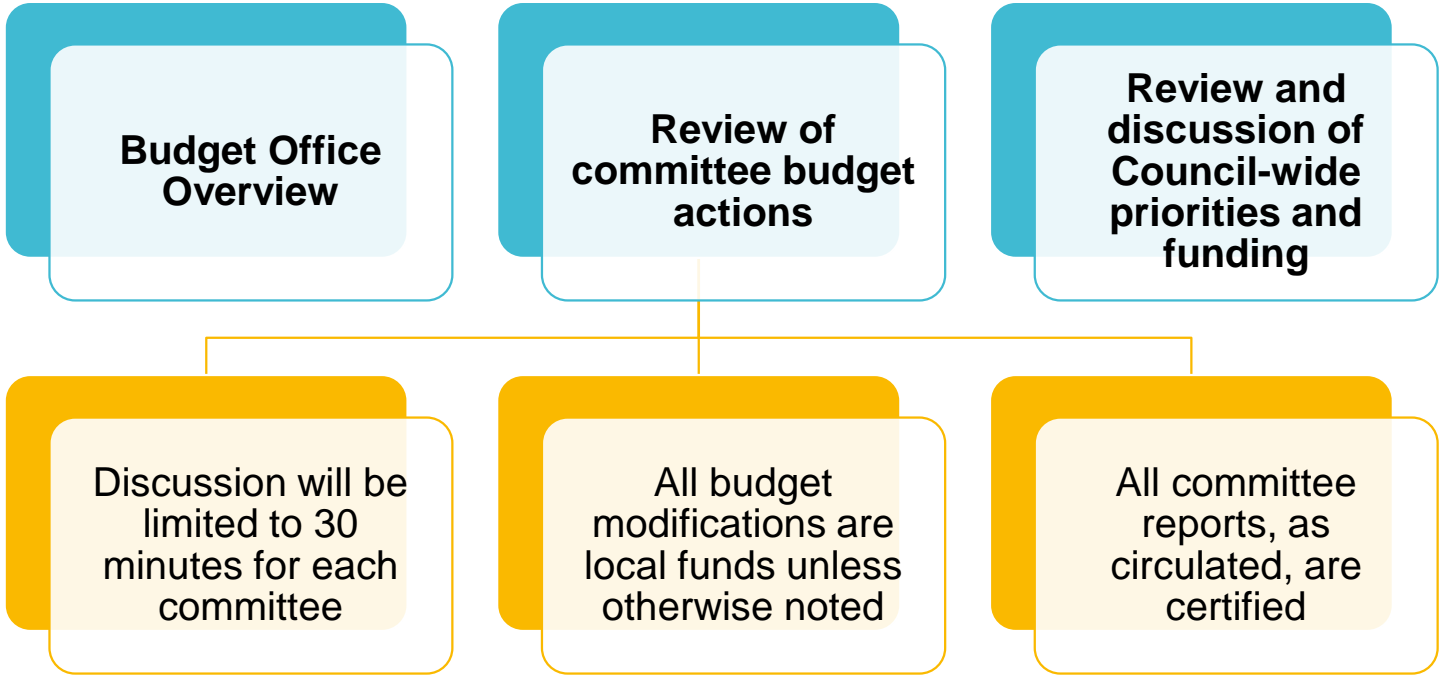 Budget Office
Overview
Review of
committee budget
actions
Review and
discussion of
Council-wide
priorities and
funding
Discussion will be
limited to 30
minutes for each
committee
All budget
modifications are
local funds unless
otherwise noted
All committee
reports, as
circulated, are
certified